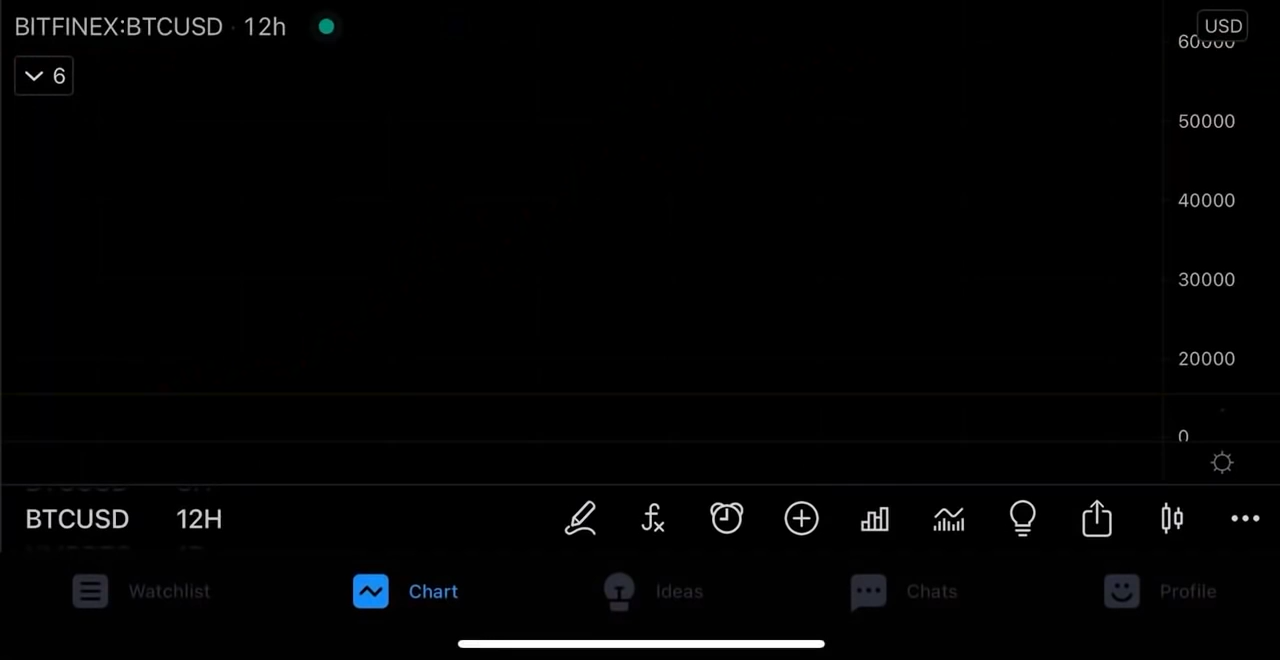 BITFINEX:BTCUSD · 12h
USD
60000
6
50000
40000
30000
20000
0
BTCUSD 12H
Watchlist Chart Ideas Chats Profile